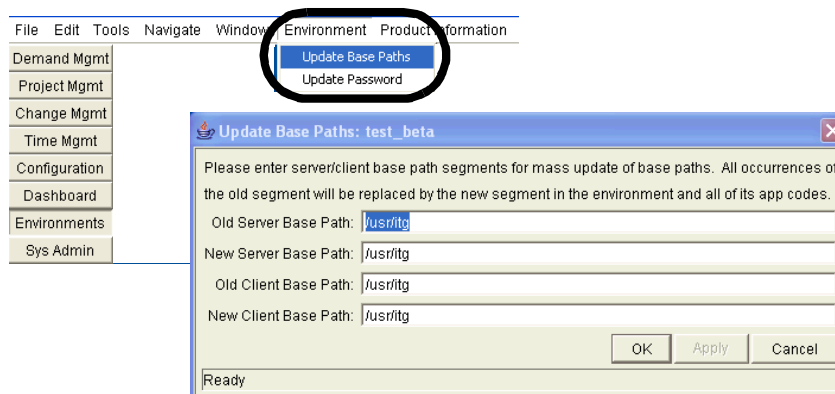 File Edit Tools Navigate Window Environment Product Information
Update Base Paths
Update Password
Demand Mgmt
Project Mgmt
Change Mgmt
Time Mgmt
Configuration
Dashboard
Environments
Sys Admin
Update Base Paths: test_beta
Please enter server/client base path segments for mass update of base paths. All occurrences of
the old segment will be replaced by the new segment in the environment and all of its app codes.
Old Server Base Path: /usr/itg
New Server Base Path: /usr/itg
Old Client Base Path: /usr/itg
New Client Base Path: /usr/itg
OK Apply Cancel
Ready